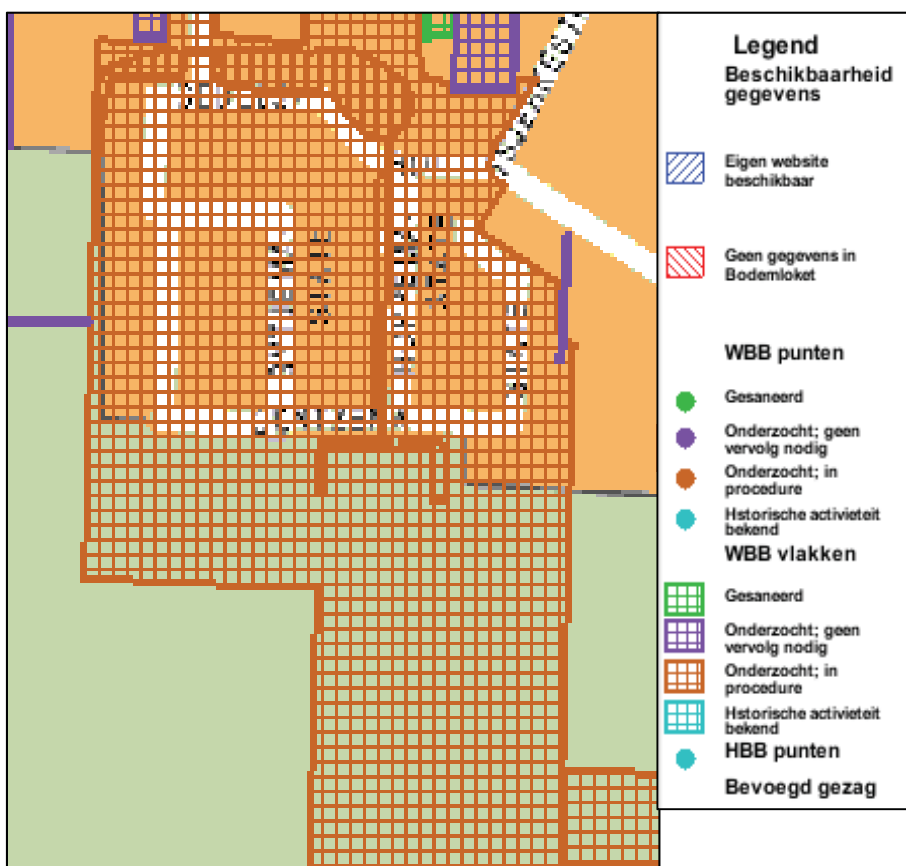 Legend
Beschikbaarheid
gegevens
Eigen website
beschikbaar
Geen gegevens in
Bodemloket
WBB punten
Gesaneerd
Onderzocht; geen
vervolg nodig
Onderzocht; in
procedure
Hstorische activieteit
bekend
WBB vlakken
Gesaneerd
Onderzocht; geen
vervolg nodig
Onderzocht; in
procedure
Hstorische activieteit
bekend
HBB punten
Bevoegd gezag